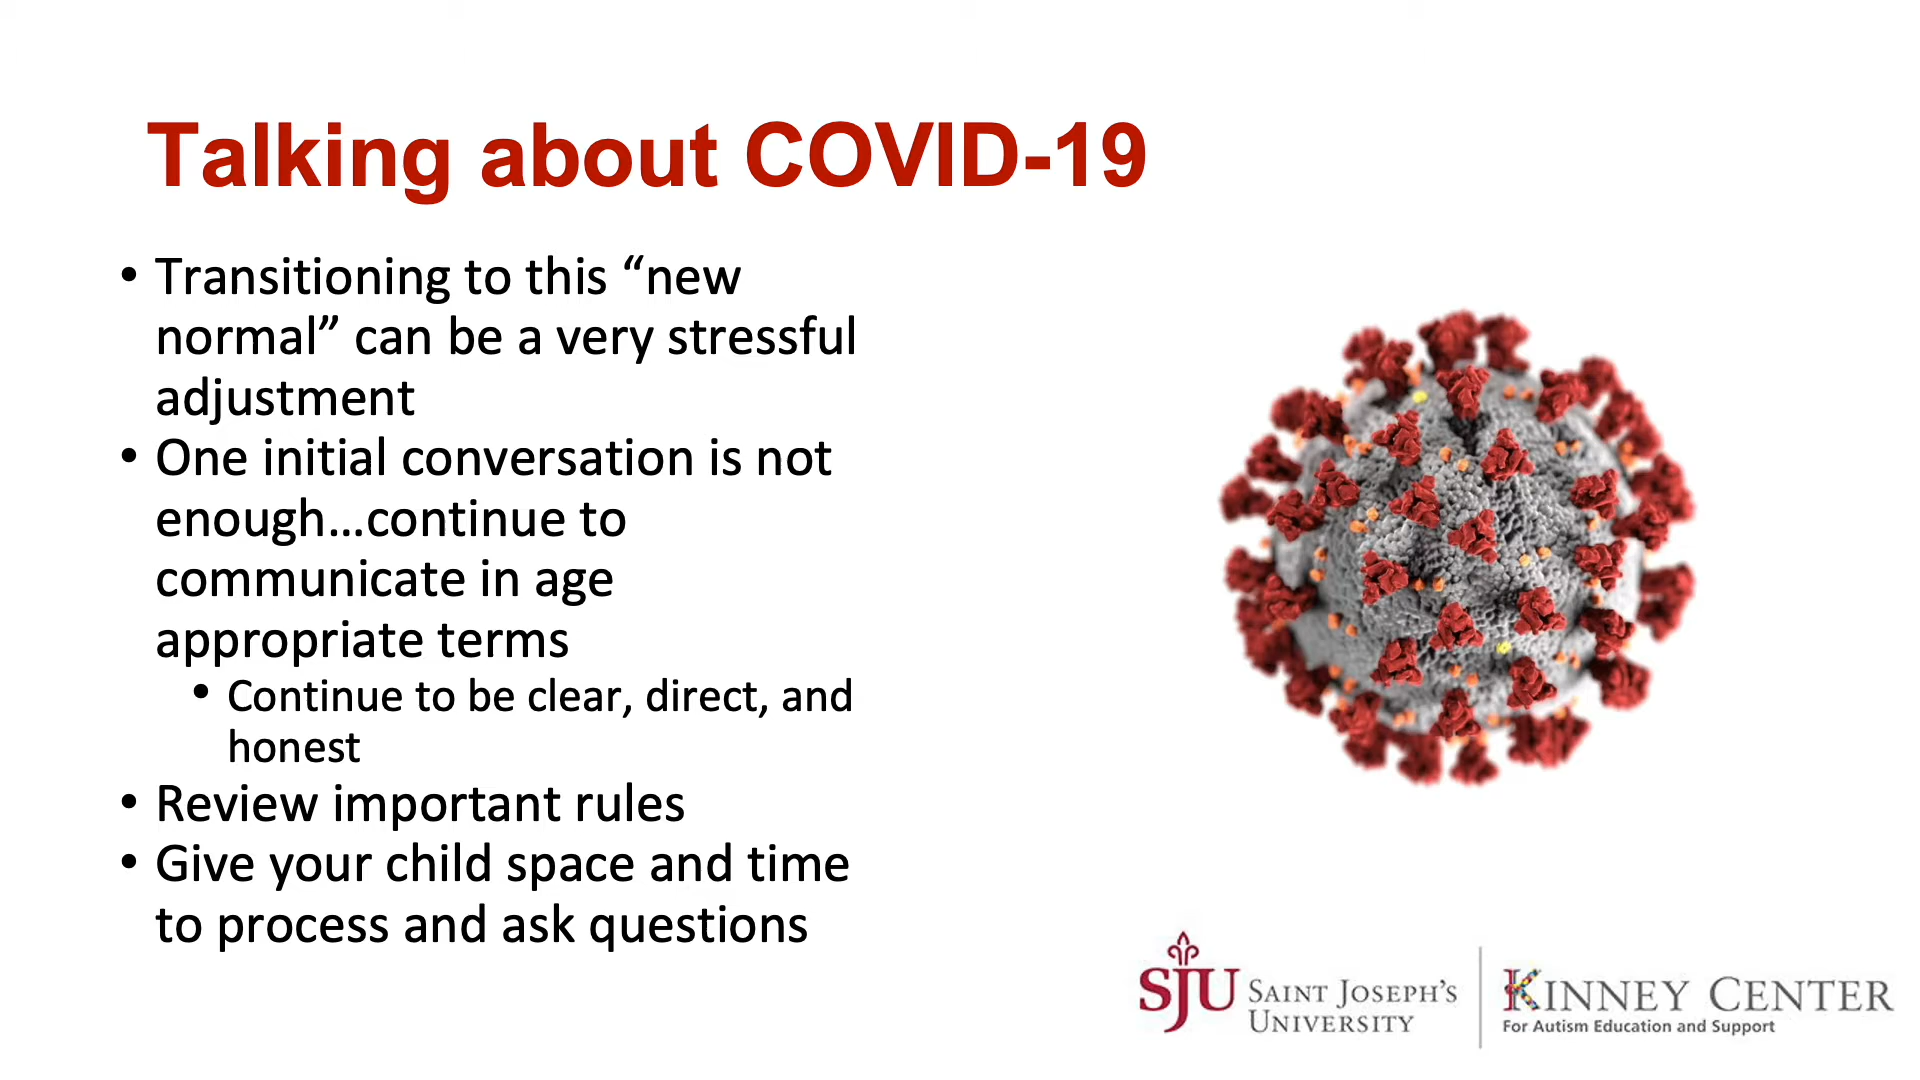 Talking about COVID-19
• Transitioning to this “new
normal” can be a very stressful
adjustment
• One initial conversation is not
enough…continue to
communicate in age
appropriate terms
• Continue to be clear, direct, and
honest
• Review important rules
• Give your child space and time
to process and ask questions
SJU SAINT JOSEPH'S
UNIVERSITY
KINNEY CENTER
For Autism Education and Support